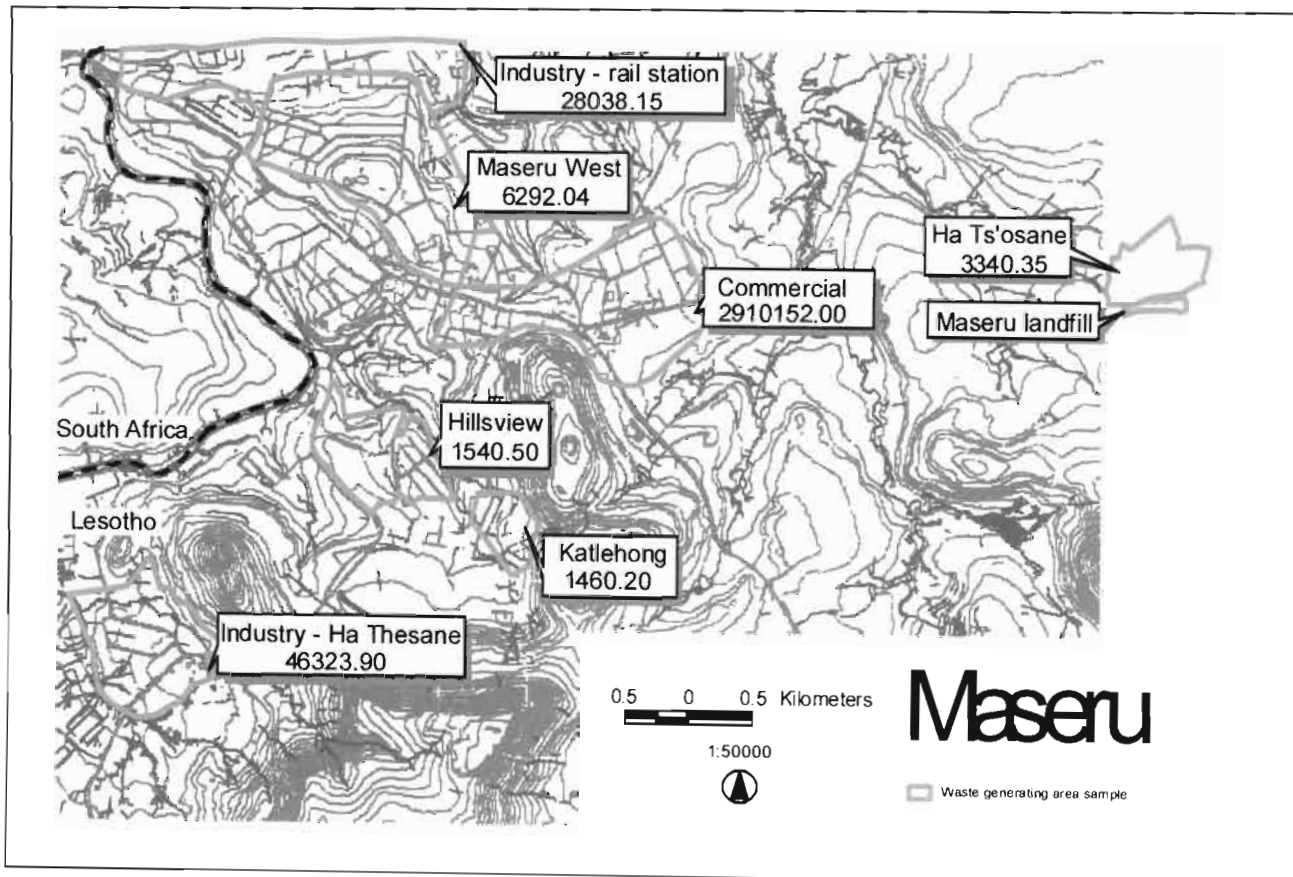 Industry - rail station
28038.15
Maseru West
6292.04
Ha Ts'osane
3340.35
Commercial
2910152.00
Maseru landfill
Hillsview
1540.50
South Africa
Lesotho
Katlehong
1460.20
Industry - Ha Thesane
46323.90
0.5 0 0.5 Kilometers
1:50000
Maseru
Waste generating area sample